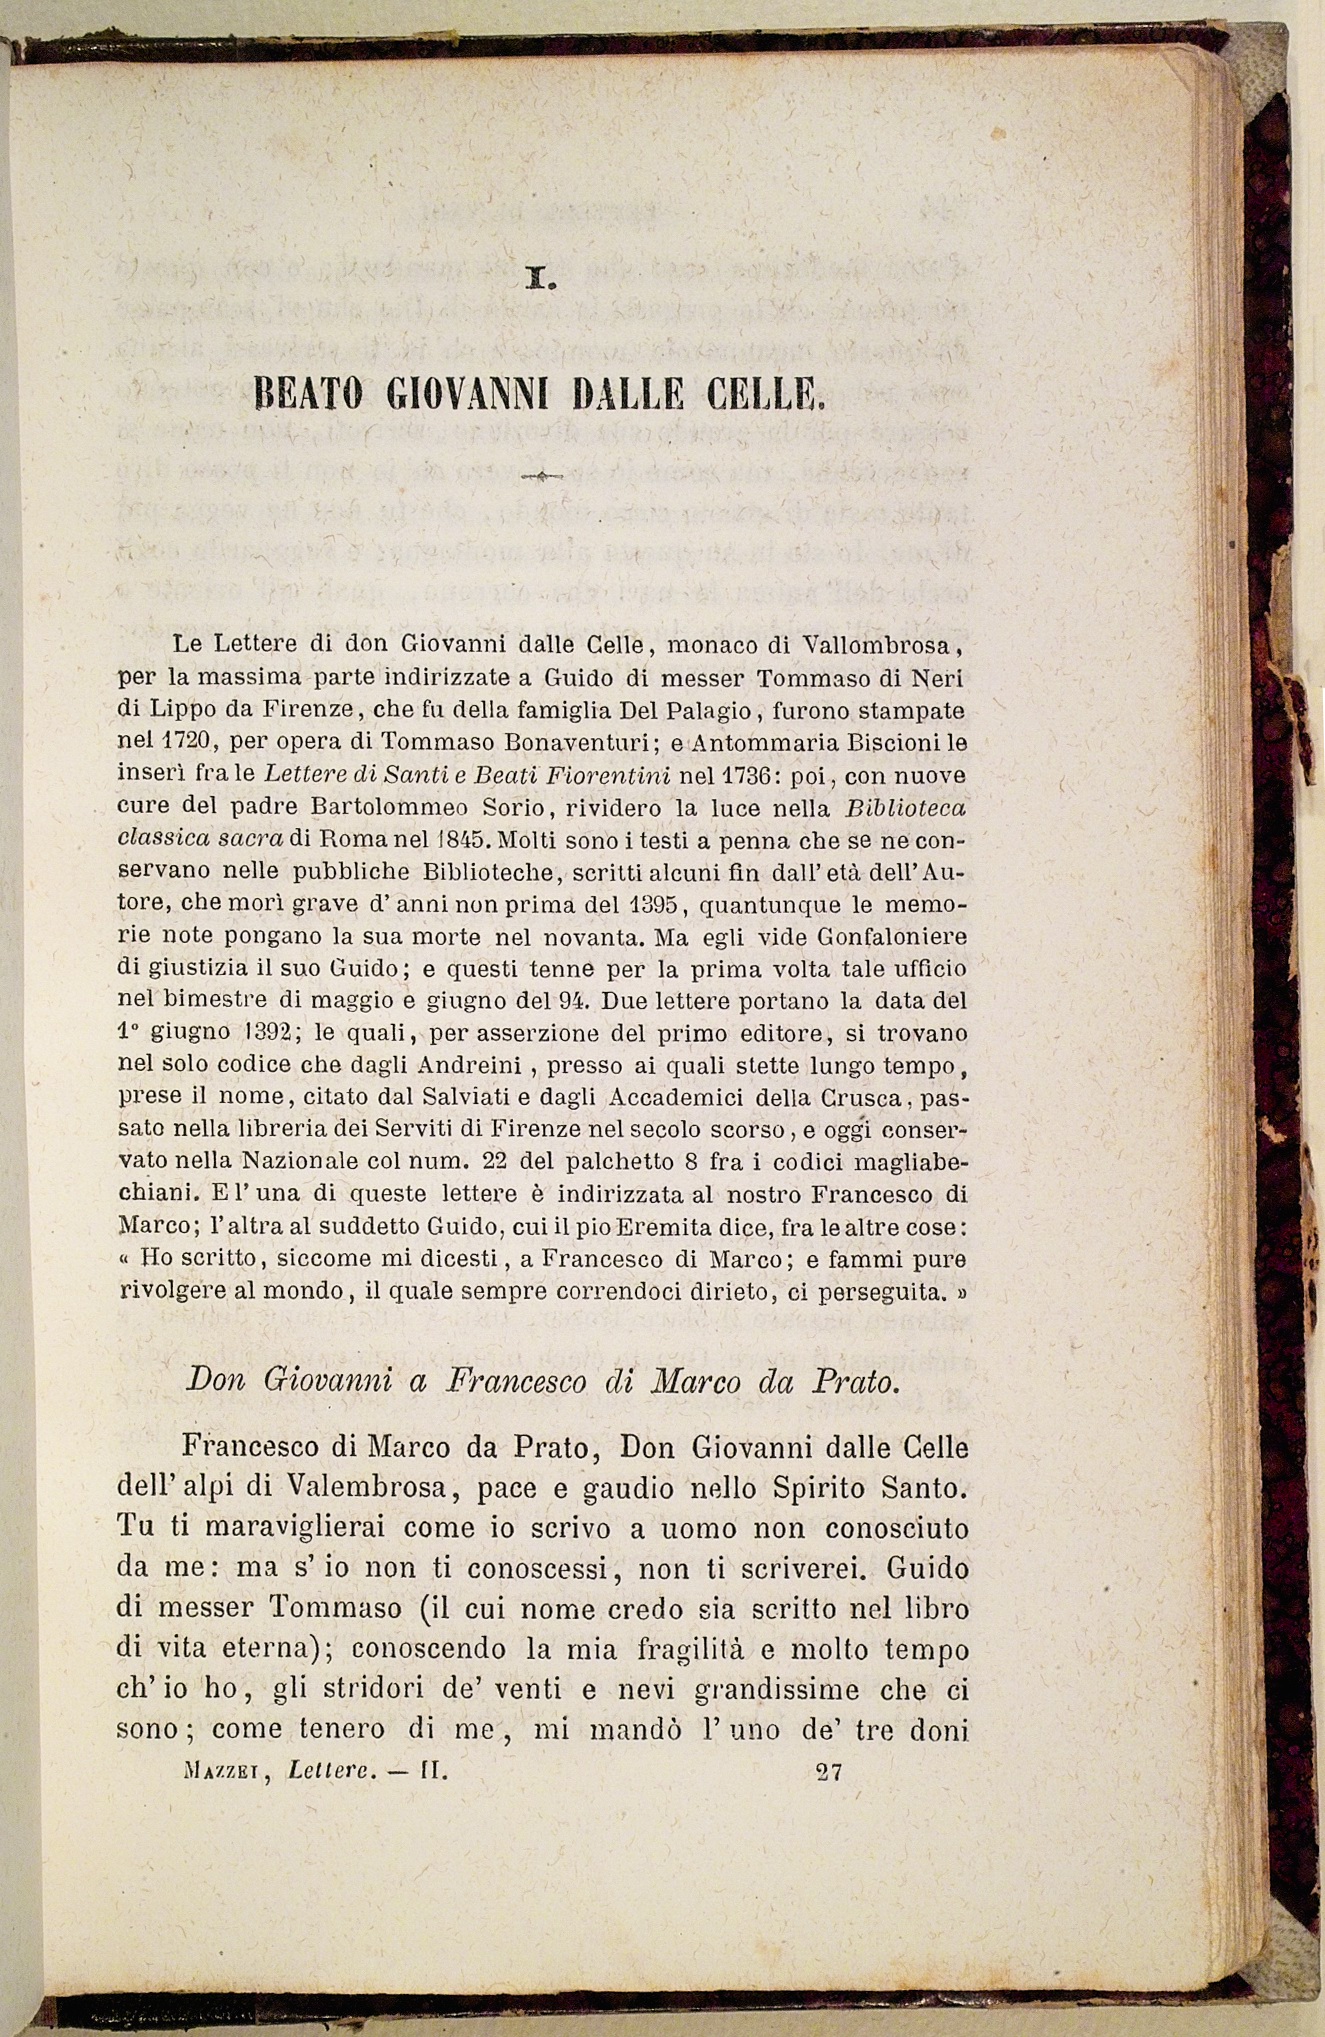 I.
BEATO GIOVANNI DALLE CELLE.
Le Lettere di don Giovanni dalle Celle, monaco di Vallombrosa,
per la massima parte indirizzate a Guido di messer Tommaso di Neri
di Lippo da Firenze, che fu della famiglia Del Palagio, furono stampate
nel 1720, per opera di Tommaso Bonaventuri; e Antommaria Biscioni le
inserì fra le Lettere di Santi e Beati Fiorentini nel 1736: poi, con nuove
cure del padre Bartolommeo Sorio, rividero la luce nella Biblioteca
classica sacra di Roma nel 1845. Molti sono i testi a penna che se ne con-
servano nelle pubbliche Biblioteche, scritti alcuni fin dall' età dell' Au-
tore, che morì grave d' anni non prima del 1395, quantunque le memo-
rie note pongano la sua morte nel novanta. Ma egli vide Gonfaloniere
di giustizia il suo Guido; e questi tenne per la prima volta tale ufficio
nel bimestre di maggio e giugno del 94. Due lettere portano la data del
1° giugno 1392; le quali, per asserzione del primo editore, si trovano
nel solo codice che dagli Andreini, presso ai quali stette lungo tempo,
prese il nome, citato dal Salviati e dagli Accademici della Crusca, pas-
sato nella libreria dei Serviti di Firenze nel secolo scorso, e oggi conser-
vato nella Nazionale col num. 22 del palchetto 8 fra i codici magliabe-
chiani. E l' una di queste lettere è indirizzata al nostro Francesco di
Marco; l' altra al suddetto Guido, cui il pio Eremita dice, fra le altre cose:
« Ho scritto, siccome mi dicesti, a Francesco di Marco; e fammi pure
rivolgere al mondo, il quale sempre correndoci dirieto, ci perseguita. »
Don Giovanni a Francesco di Marco da Prato.
Francesco di Marco da Prato, Don Giovanni dalle Celle
dell' alpi di Valembrosa, pace e gaudio nello Spirito Santo.
Tu ti maraviglierai come io scrivo a uomo non conosciuto
da me: ma s' io non ti conoscessi, non ti scriverei. Guido
di messer Tommaso (il cui nome credo sia scritto nel libro
di vita eterna); conoscendo la mia fragilità e molto tempo
ch' io ho, gli stridori de' venti e nevi grandissime che ci
sono; come tenero di me, mi mandò l' uno de' tre doni
MAZZEI, Lettere. — II. 27